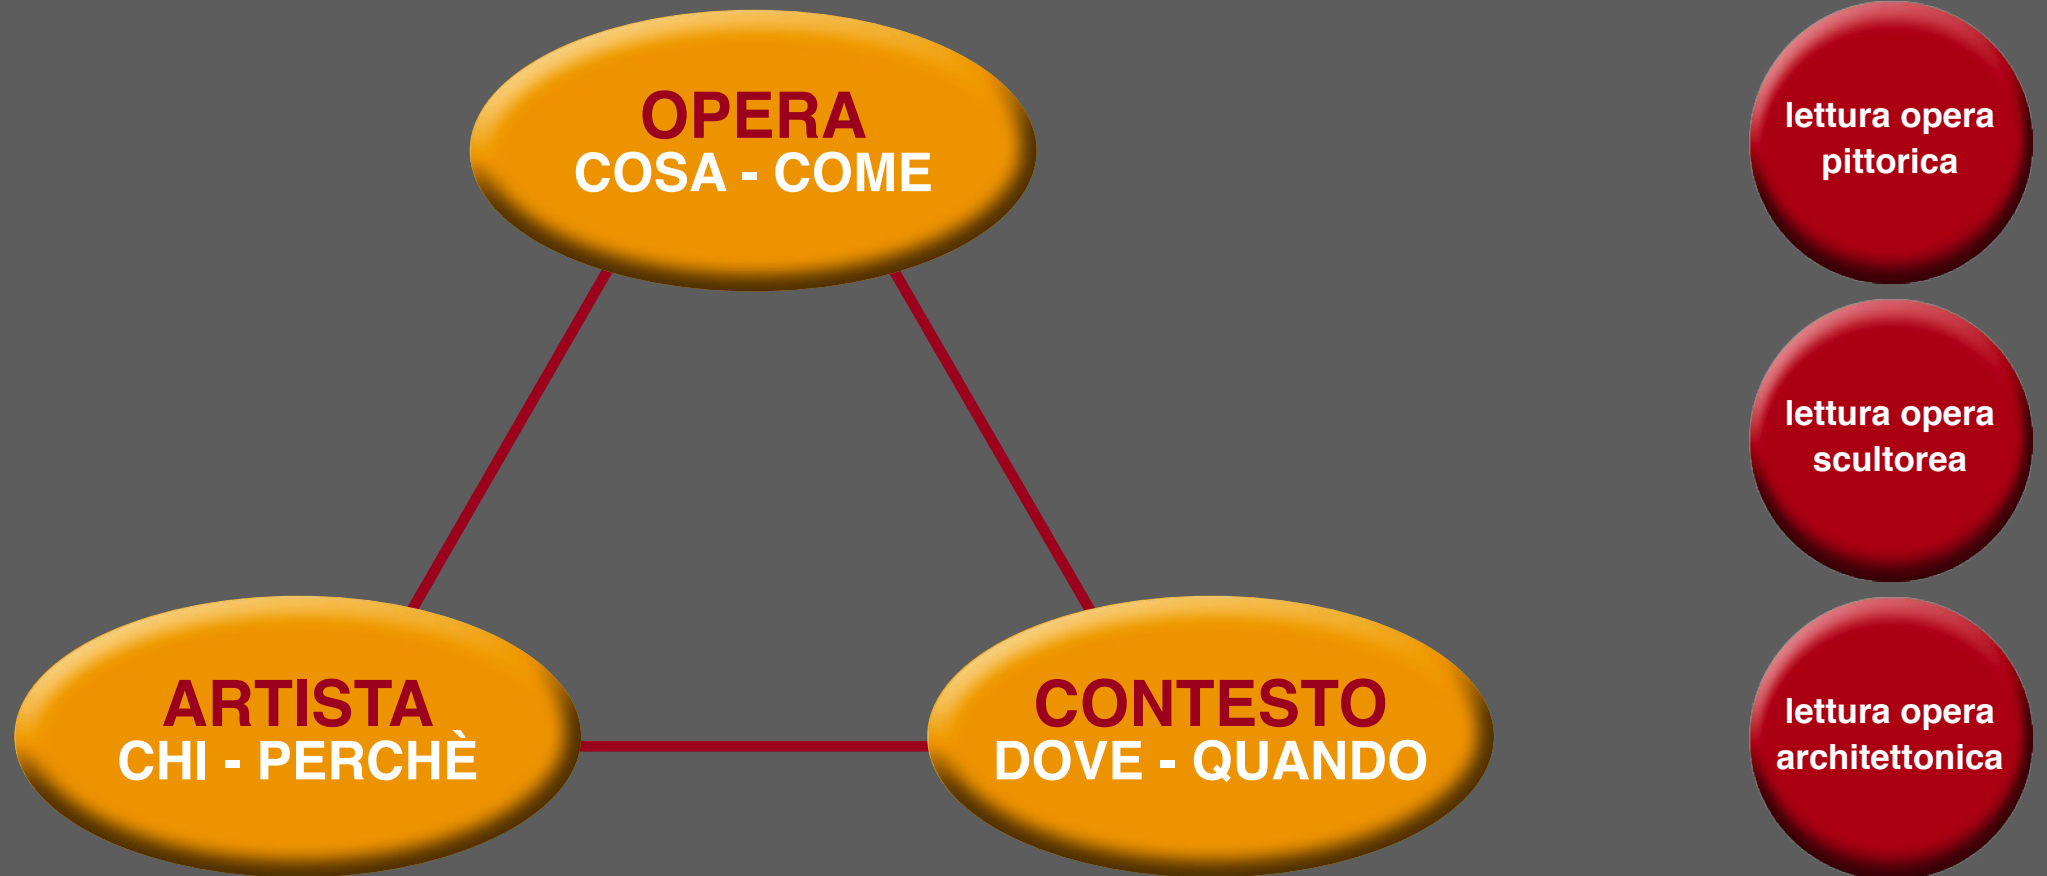 OPERA
COSA - COME
ARTISTA
CHI - PERCHÈ
CONTESTO
DOVE - QUANDO
lettura opera
pittorica
lettura opera
scultorea
lettura opera
architettonica